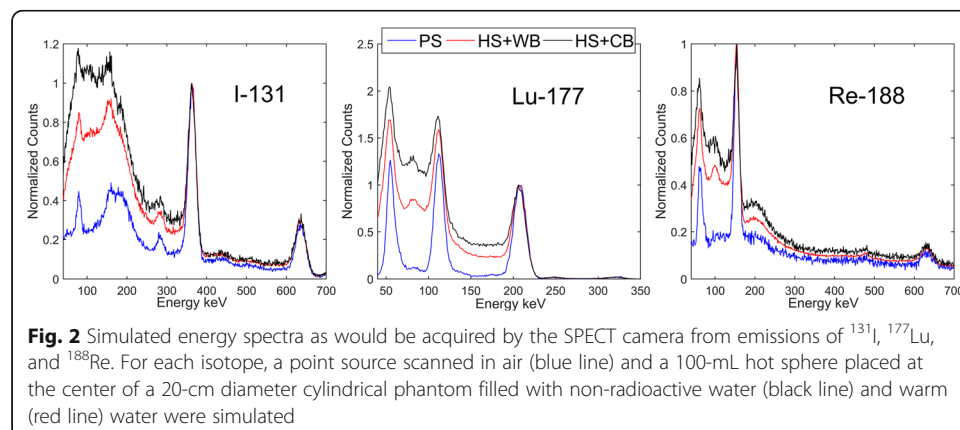 PS HS+WB HS+CB
I-131
Lu-177
Re-188
Normalized Counts
1.2
1
0.8
0.6
0.4
0.2
0
100 200 300 400 500 600 700
Energy keV
Normalized Counts
2.5
2
1.5
1
0.5
0
50 100 150 200 250 300 350
Energy keV
Normalized Counts
1
0.8
0.6
0.4
0.2
0
100 200 300 400 500 600 700
Energy keV
Fig. 2 Simulated energy spectra as would be acquired by the SPECT camera from emissions of ¹³¹I, ¹⁷⁷Lu,
and ¹⁸⁸Re. For each isotope, a point source scanned in air (blue line) and a 100-mL hot sphere placed at
the center of a 20-cm diameter cylindrical phantom filled with non-radioactive water (black line) and warm
(red line) water were simulated